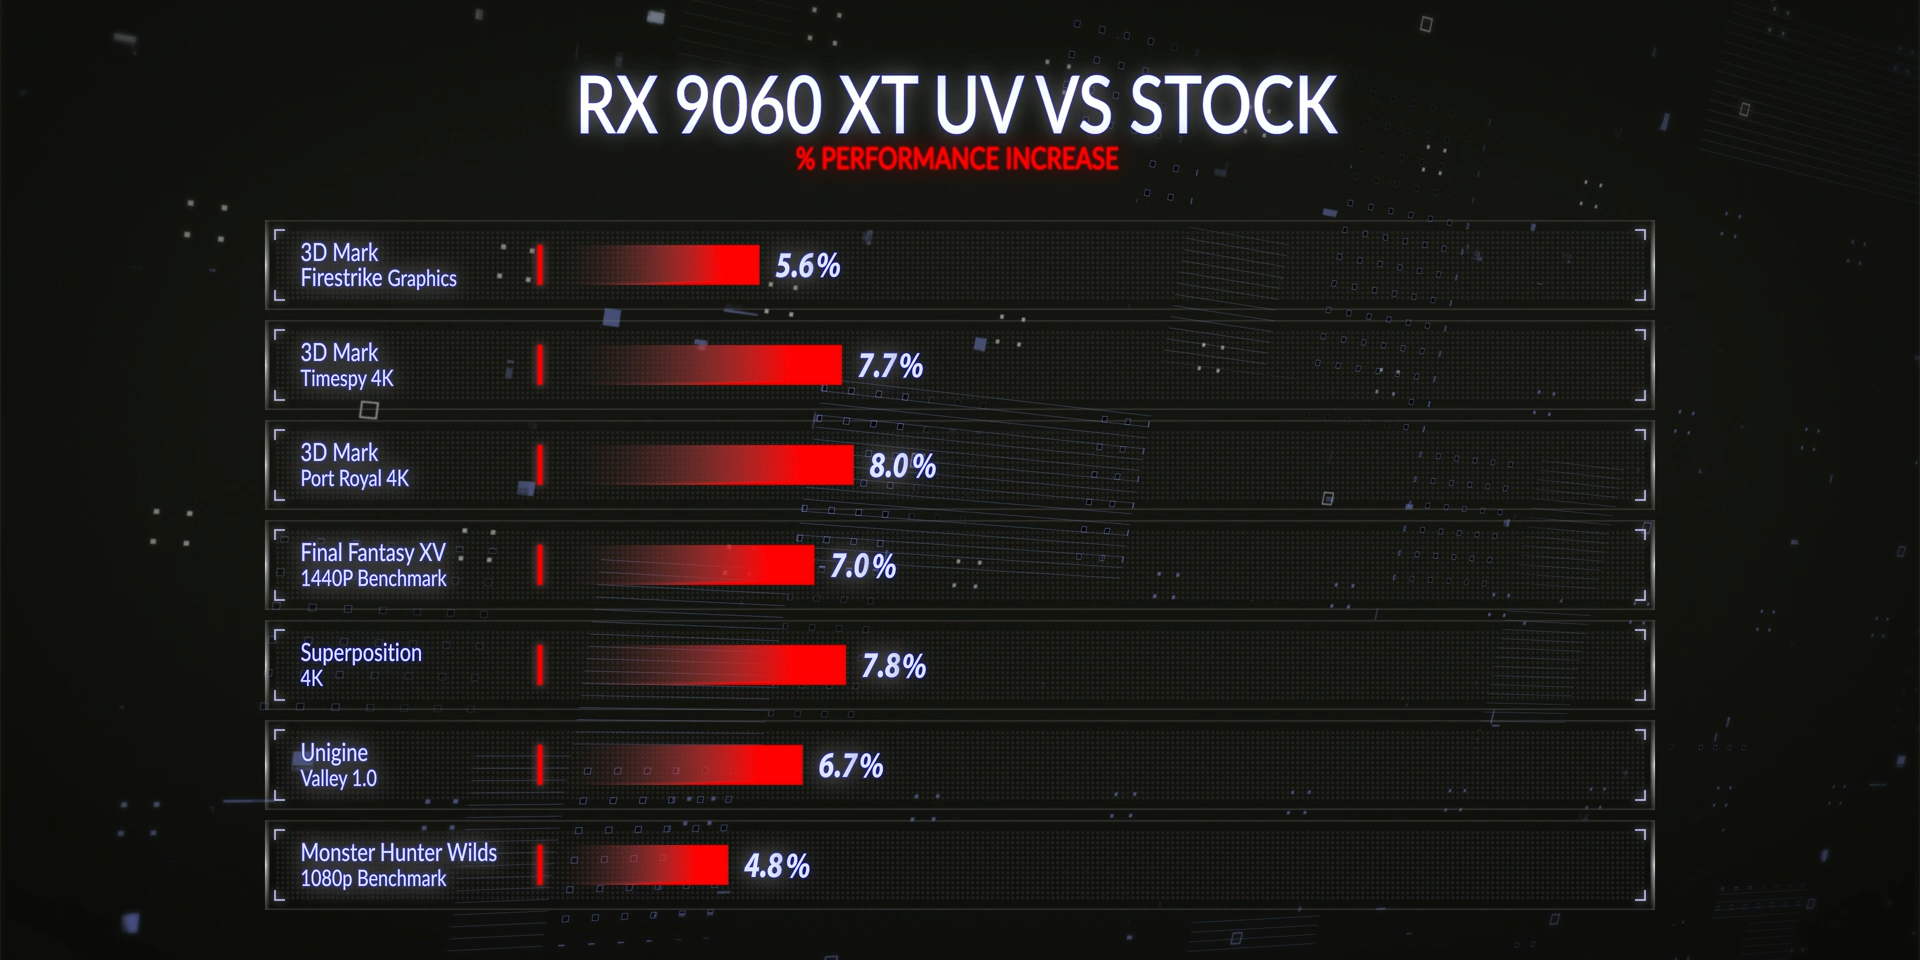 RX 9060 XT UV VS STOCK
% PERFORMANCE INCREASE
3D Mark
Firestrike Graphics
5.6%
3D Mark
Timespy 4K
7.7%
3D Mark
Port Royal 4K
8.0%
Final Fantasy XV
1440P Benchmark
7.0%
Superposition
4K
7.8%
Unigine
Valley 1.0
6.7%
Monster Hunter Wilds
1080p Benchmark
4.8%